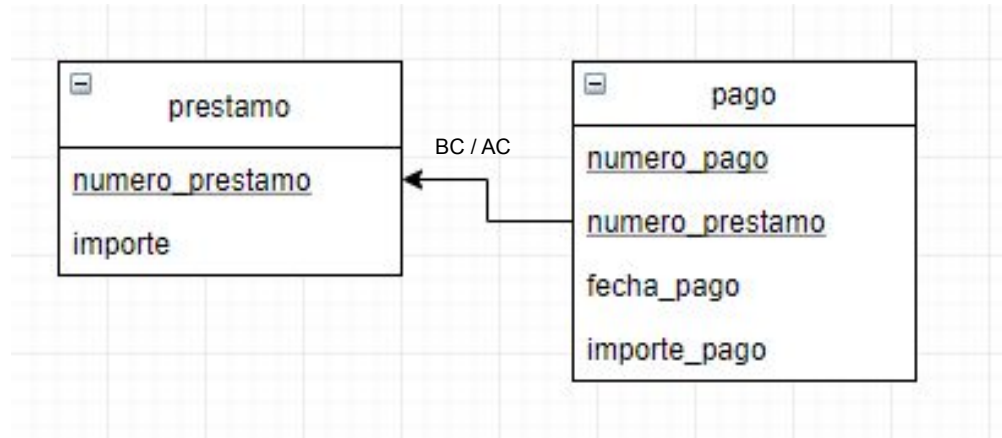 prestamo
numero_prestamo
importe
BC / AC
pago
numero_pago
numero_prestamo
fecha_pago
importe_pago